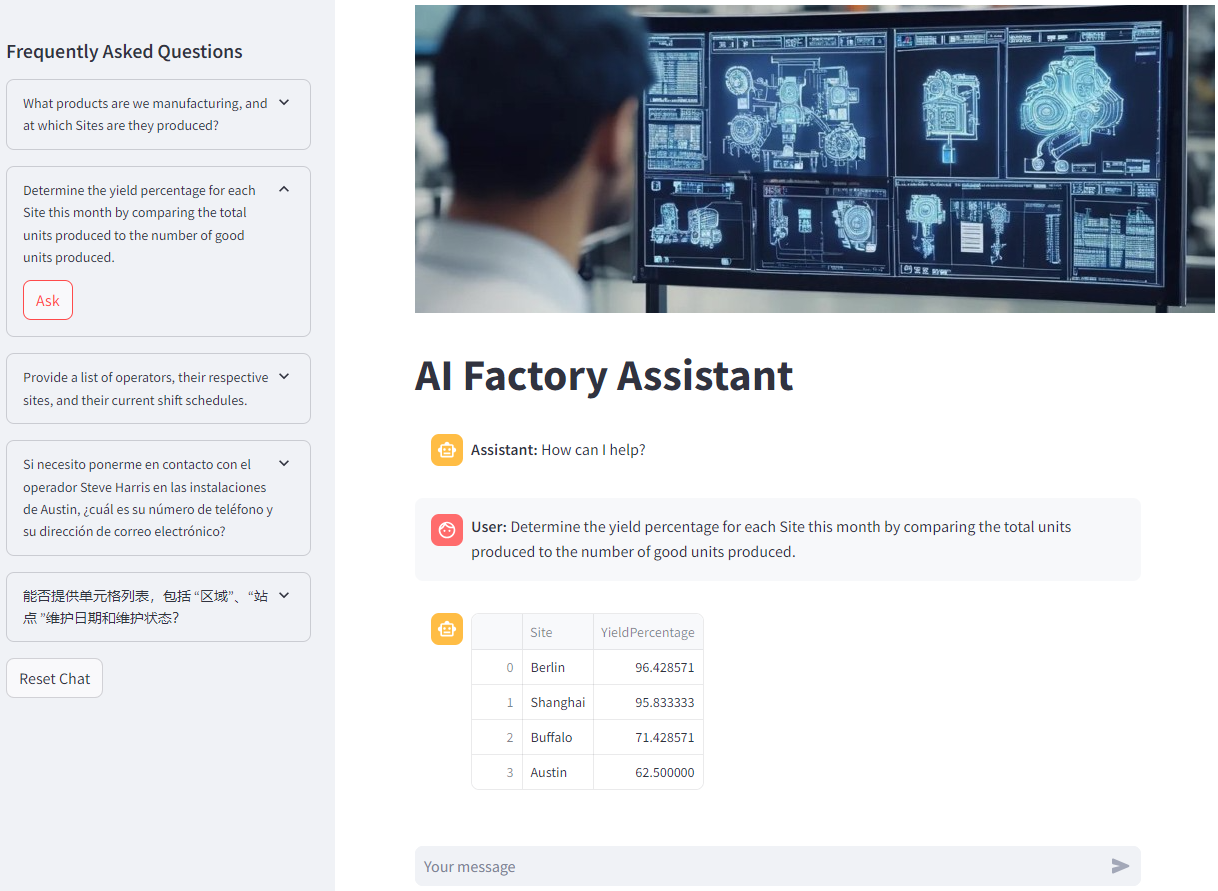 Frequently Asked Questions
What products are we manufacturing, and
at which Sites are they produced?
Determine the yield percentage for each
Site this month by comparing the total
units produced to the number of good
units produced.
Ask
Provide a list of operators, their respective
sites, and their current shift schedules.
Si necesito ponerme en contacto con el
operador Steve Harris en las instalaciones
de Austin, ¿cuál es su número de teléfono y
su dirección de correo electrónico?
能否提供单元格列表，包括 “区域”、“站
点 ”维护日期和维护状态？
Reset Chat
AI Factory Assistant
Assistant: How can I help?
User: Determine the yield percentage for each Site this month by comparing the total units
produced to the number of good units produced.
Site YieldPercentage
0 Berlin 96.428571
1 Shanghai 95.833333
2 Buffalo 71.428571
3 Austin 62.500000
Your message